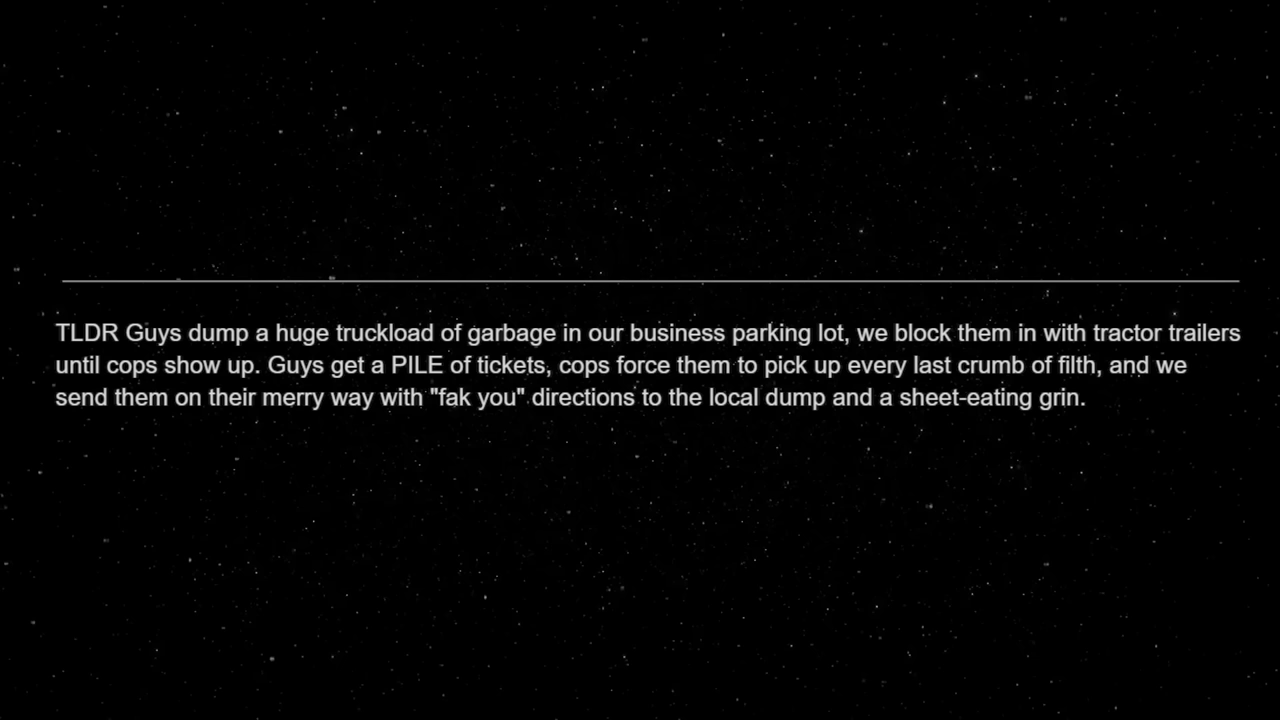 TLDR Guys dump a huge truckload of garbage in our business parking lot, we block them in with tractor trailers
until cops show up. Guys get a PILE of tickets, cops force them to pick up every last crumb of filth, and we
send them on their merry way with "fak you" directions to the local dump and a sheet-eating grin.